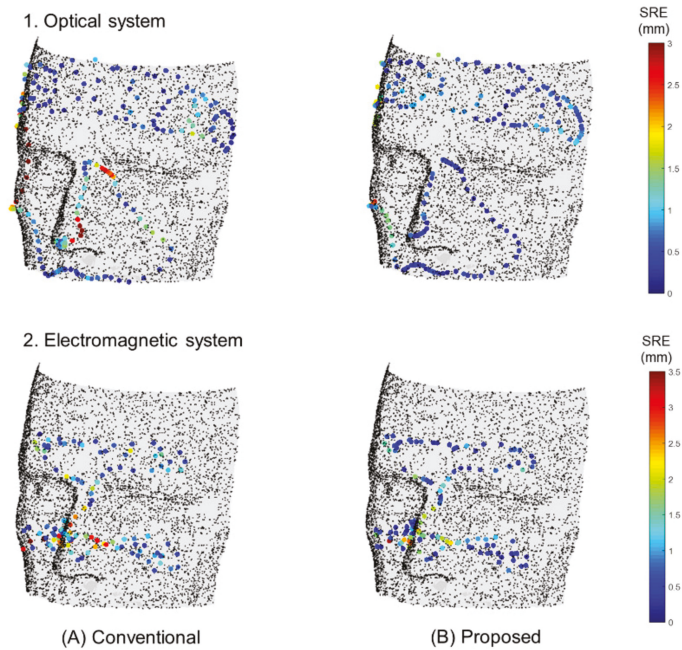 1. Optical system
SRE
(mm)
3
2.5
2
1.5
1
0.5
0
2. Electromagnetic system
SRE
(mm)
3.5
3
2.5
2
1.5
1
0.5
0
(A) Conventional
(B) Proposed